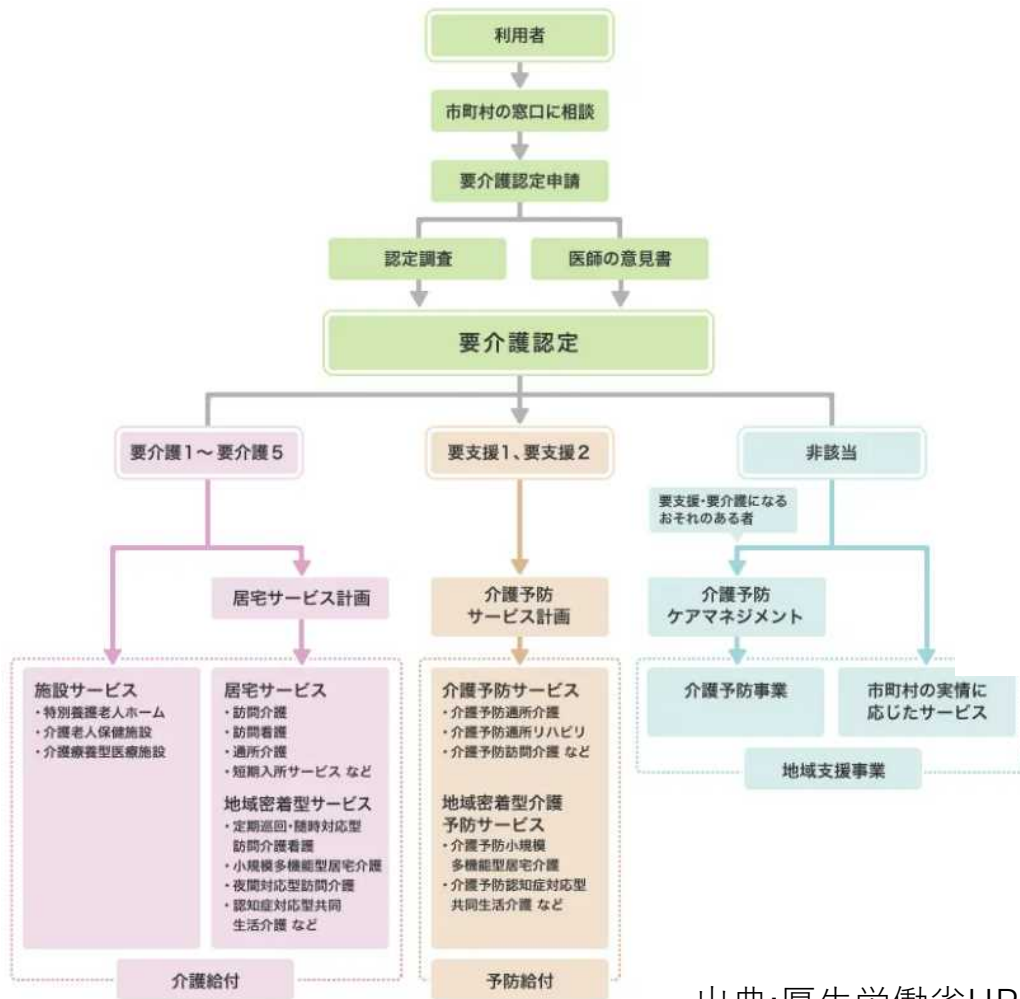 利用者
市町村の窓口に相談
要介護認定申請
認定調査
医師の意見書
要介護認定
要介護1～要介護5
要支援1、要支援2
非該当
要支援・要介護になる
おそれのある者
居宅サービス計画
介護予防
サービス計画
介護予防
ケアマネジメント
施設サービス
・特別養護老人ホーム
・介護老人保健施設
・介護療養型医療施設
居宅サービス
・訪問介護
・訪問看護
・通所介護
・短期入所サービス など
地域密着型サービス
・定期巡回・随時対応型
訪問介護看護
・小規模多機能型居宅介護
・夜間対応型訪問介護
・認知症対応型共同
生活介護 など
介護給付
介護予防サービス
・介護予防通所介護
・介護予防通所リハビリ
・介護予防訪問介護 など
地域密着型介護
予防サービス
・介護予防小規模
多機能型居宅介護
・介護予防認知症対応型
共同生活介護 など
予防給付
介護予防事業
市町村の実情に
応じたサービス
地域支援事業
出典:厚生労働省HP